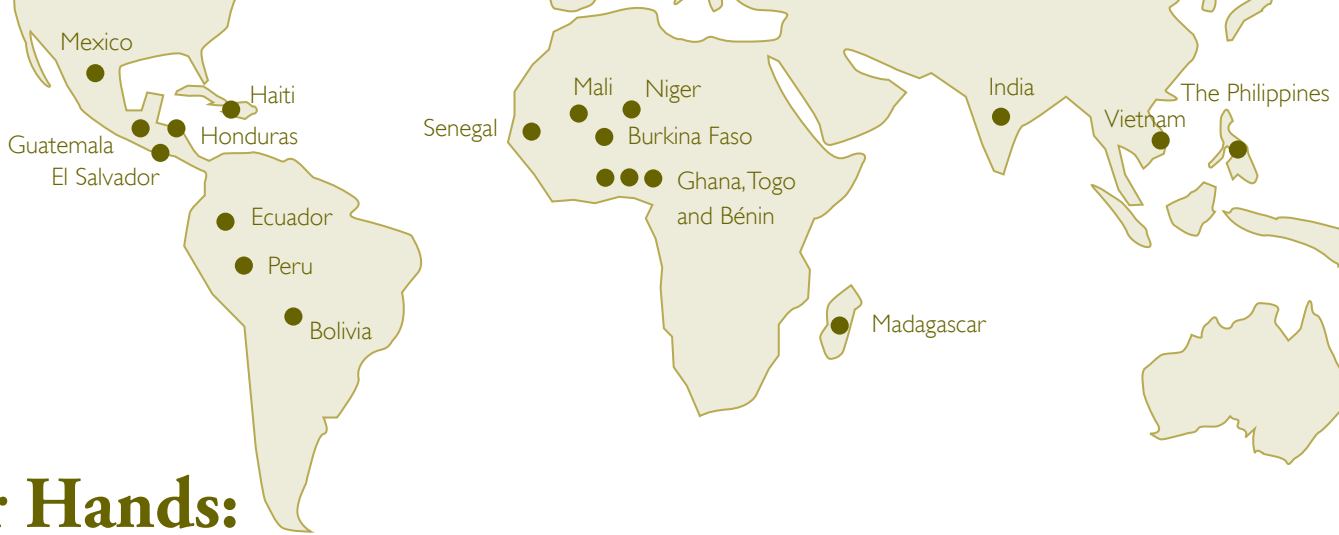 Mexico
Haiti
Guatemala
Honduras
El Salvador
Ecuador
Peru
Bolivia
Senegal
Mali
Niger
Burkina Faso
Ghana, Togo
and Bénin
Madagascar
India
Vietnam
The Philippines
Hands: